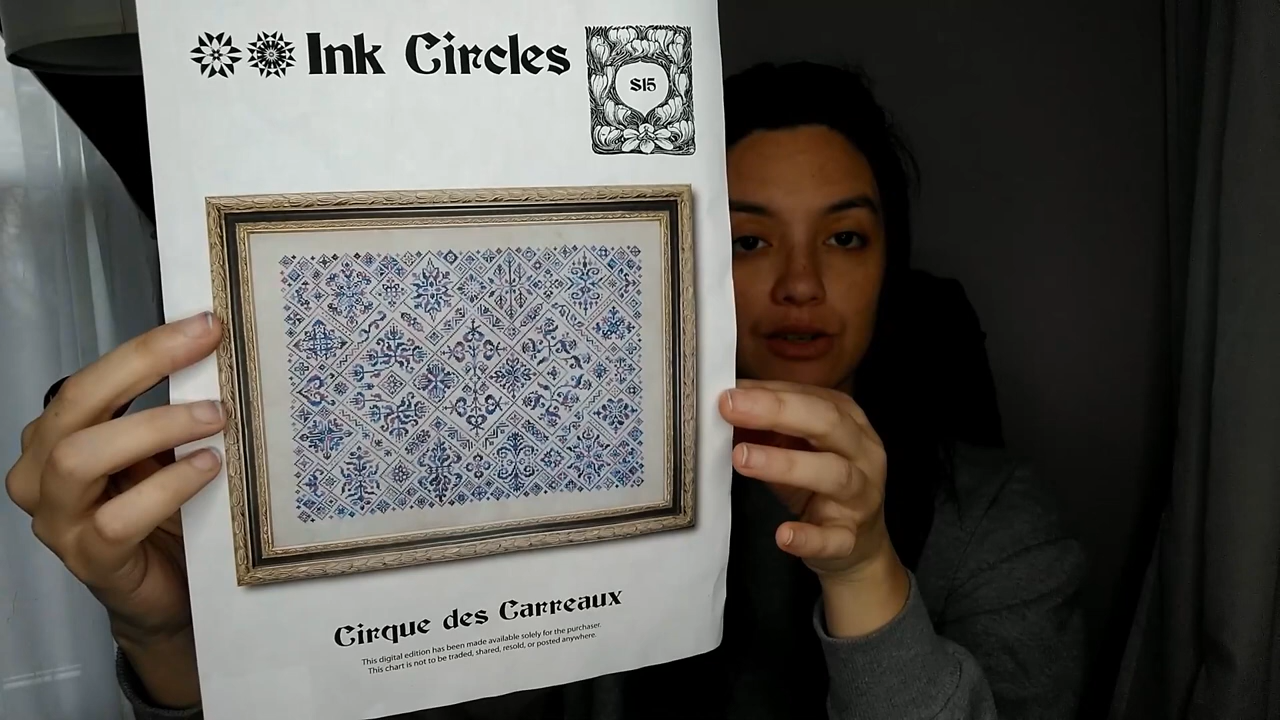 Ink Circles
$15
Cirque des Carreaux
This digital edition has been made available solely for the purchaser.
This chart is not to be traded, shared, resold, or posted anywhere.